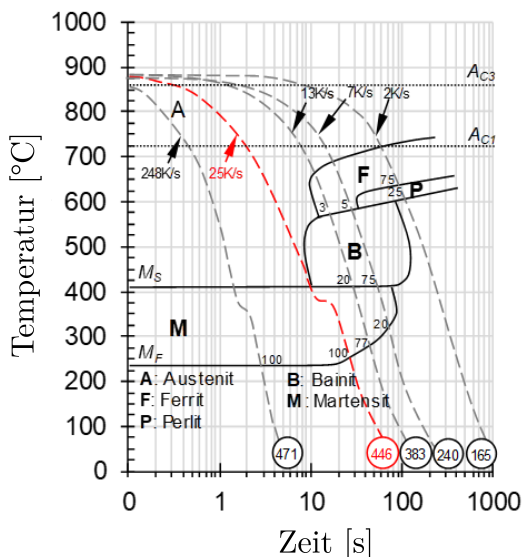 Temperatur [°C]
1000
900
800
700
600
500
400
300
200
100
0
A_C3
A_C1
13K/s
7K/s
2K/s
248K/s
25K/s
A
F
P
B
M
75
25
3
5
20
75
20
77
100
100
M_S
M_F
A: Austenit
F: Ferrit
P: Perlit
B: Bainit
M: Martensit
471
446
383
240
165
0
1
10
100
1000
Zeit [s]